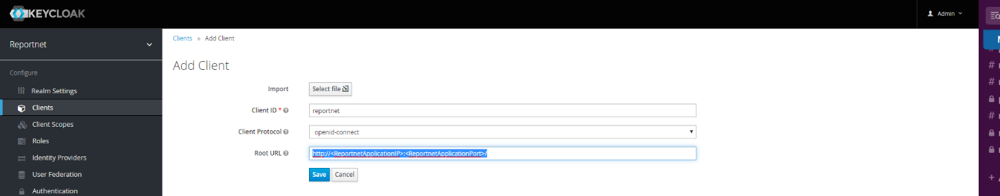 KEYCLOAK
Admin
Reportnet
Clients » Add Client
Configure
Add Client
Realm Settings
Import Select file
Clients
Client ID * reportnet
Client Scopes
Client Protocol openid-connect
Roles
Root URL http://<ReportnetApplicationIP>:<ReportnetApplicationPort>/
Identity Providers
User Federation
Save Cancel
Authentication